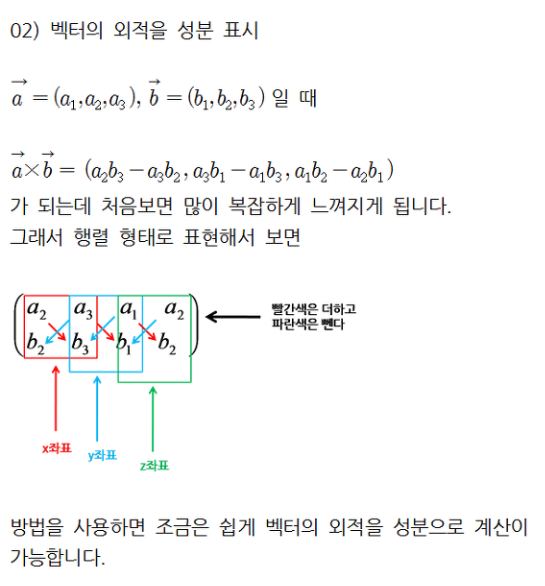 02) 벡터의 외적을 성분 표시
a⃗ = (a₁,a₂,a₃), b⃗ = (b₁,b₂,b₃) 일 때
a⃗×b⃗ = (a₂b₃−a₃b₂, a₃b₁−a₁b₃, a₁b₂−a₂b₁)
가 되는데 처음보면 많이 복잡하게 느껴지게 됩니다.
그래서 행렬 형태로 표현해서 보면
a₂ a₃ a₁ a₂
b₂ b₃ b₁ b₂
빨간색은 더하고
파란색은 뺀다
x좌표
y좌표
z좌표
방법을 사용하면 조금은 쉽게 벡터의 외적을 성분으로 계산이
가능합니다.